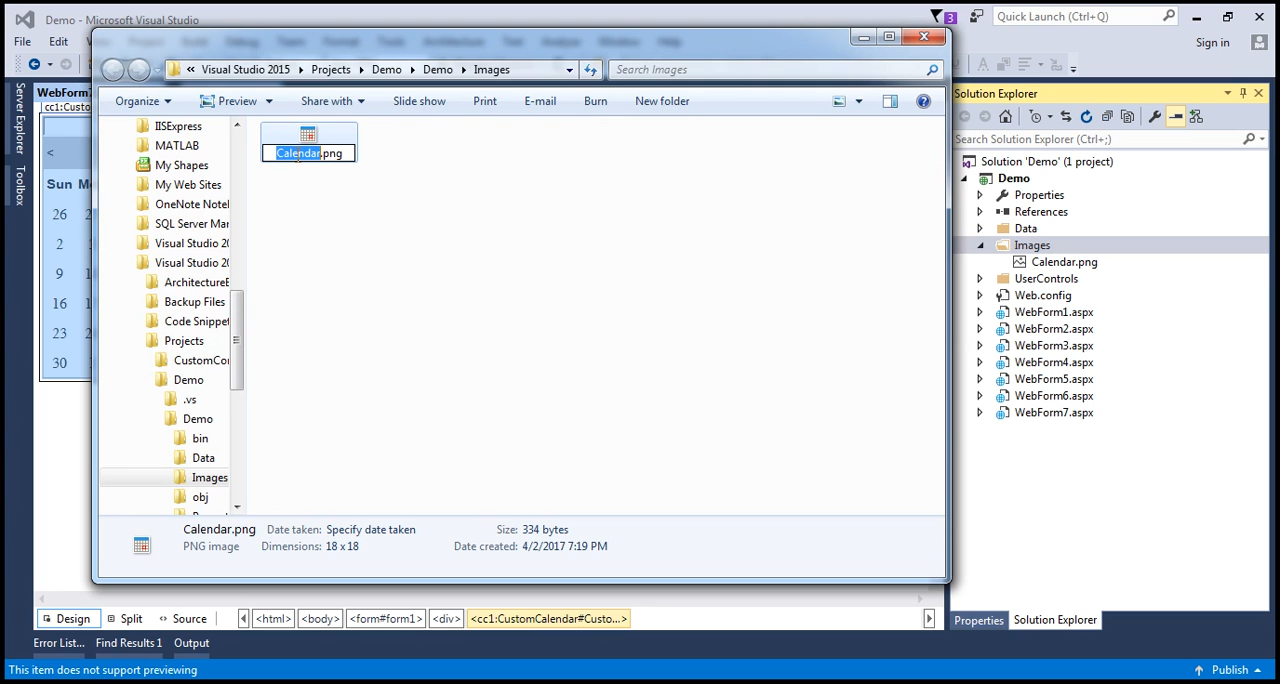 Demo - Microsoft Visual Studio
3
Quick Launch (Ctrl+Q)
File Edit
Sign in
« Visual Studio 2015 Projects Demo Demo Images
Search Images
Organize Preview Share with Slide show Print E-mail Burn New folder
Server Explorer
Toolbox
WebForm7
cc1:Custo
<
Sun
26
2
9
16
23
30
IISExpress
MATLAB
My Shapes
My Web Sites
OneNote Note
SQL Server Mar
Visual Studio 20
Visual Studio 20
ArchitectureE
Backup Files
Code Snippet
Projects
CustomCor
Demo
.vs
Demo
bin
Data
Images
obj
Calendar.png
Calendar.png Date taken: Specify date taken Size: 334 bytes
PNG image Dimensions: 18 x 18 Date created: 4/2/2017 7:19 PM
Solution Explorer
Search Solution Explorer (Ctrl+;)
Solution 'Demo' (1 project)
Demo
Properties
References
Data
Images
Calendar.png
UserControls
Web.config
WebForm1.aspx
WebForm2.aspx
WebForm3.aspx
WebForm4.aspx
WebForm5.aspx
WebForm6.aspx
WebForm7.aspx
Design Split Source <html> <body> <form#form1> <div> <cc1:CustomCalendar#Custo...>
Properties Solution Explorer
Error List... Find Results 1 Output
This item does not support previewing
Publish